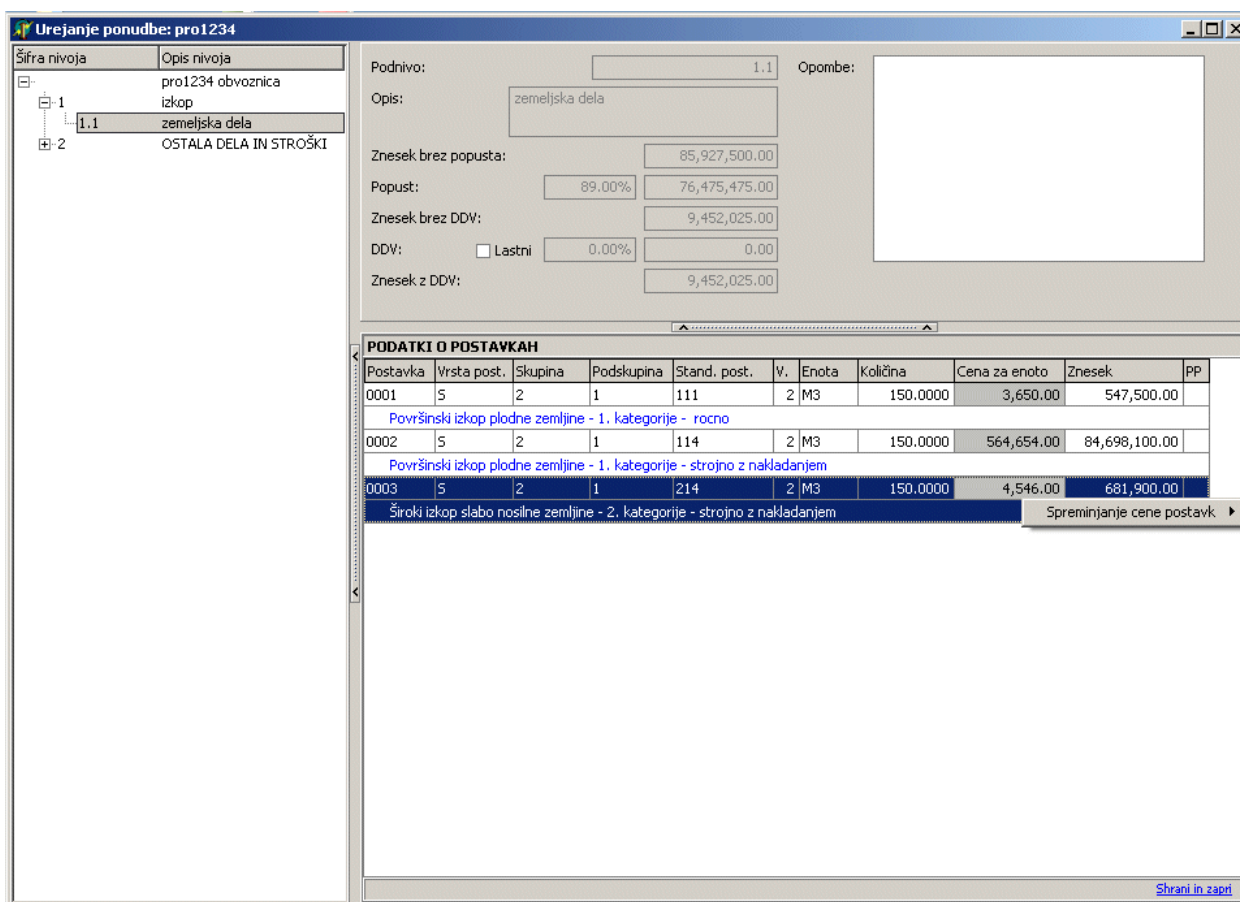 Urejanje ponudbe: pro1234
Šifra nivoja Opis nivoja
pro1234 obvoznica
1 izkop
1.1 zemeljska dela
2 OSTALA DELA IN STROŠKI
Podnivo: 1.1 Opombe:
Opis: zemeljska dela
Znesek brez popusta: 85,927,500.00
Popust: 89.00% 76,475,475.00
Znesek brez DDV: 9,452,025.00
DDV: Lastni 0.00% 0.00
Znesek z DDV: 9,452,025.00
PODATKI O POSTAVKAH
Postavka Vrsta post. Skupina Podskupina Stand. post. V. Enota Količina Cena za enoto Znesek PP
0001 S 2 1 111 2 M3 150.0000 3,650.00 547,500.00
Površinski izkop plodne zemljine - 1. kategorije - rocno
0002 S 2 1 114 2 M3 150.0000 564,654.00 84,698,100.00
Površinski izkop plodne zemljine - 1. kategorije - strojno z nakladanjem
0003 S 2 1 214 2 M3 150.0000 4,546.00 681,900.00
Široki izkop slabo nosilne zemljine - 2. kategorije - strojno z nakladanjem
Spreminjanje cene postavk
Shrani in zapri